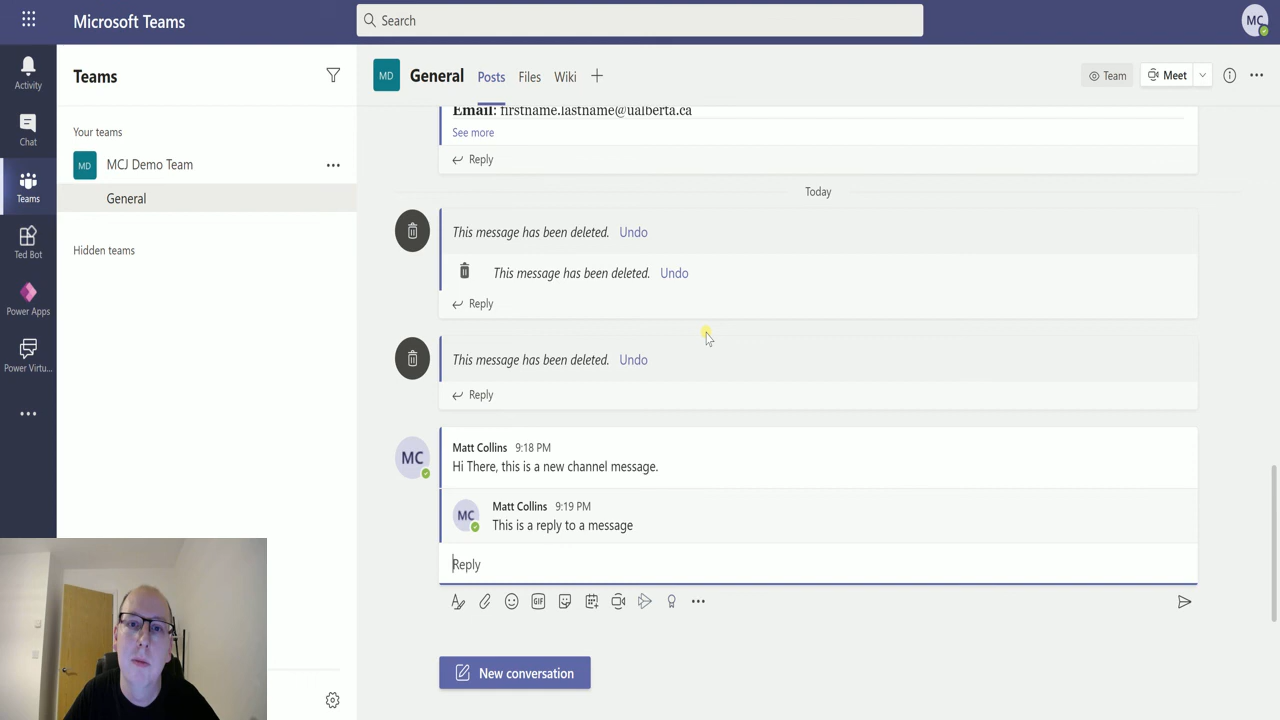 Microsoft Teams
Search
MC
Activity
Chat
Teams
Ted Bot
Power Apps
Power Virtu...
Teams
Your teams
MD MCJ Demo Team
General
Hidden teams
MD General Posts Files Wiki
Team Meet
Email: firstname.lastname@ualberta.ca
See more
Reply
Today
This message has been deleted. Undo
This message has been deleted. Undo
Reply
This message has been deleted. Undo
Reply
MC Matt Collins 9:18 PM
Hi There, this is a new channel message.
MC Matt Collins 9:19 PM
This is a reply to a message
Reply
GIF
New conversation